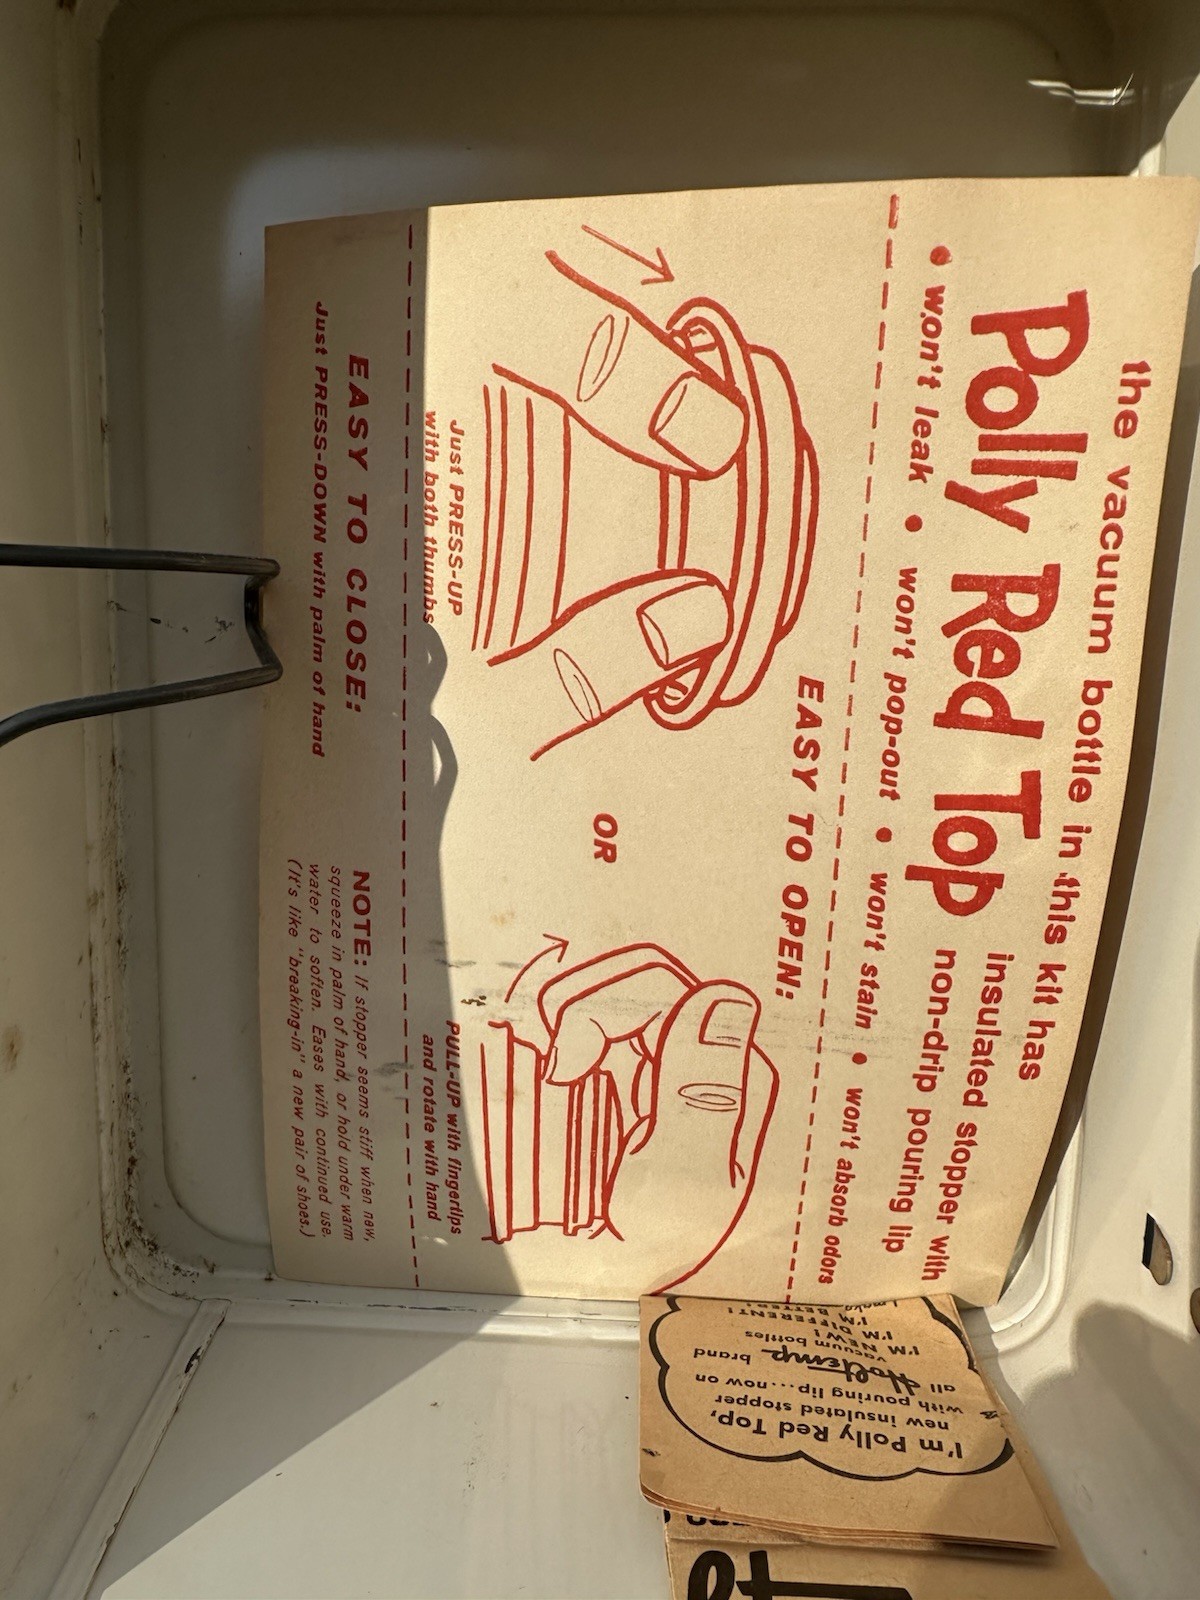 the vacuum bottle in this kit has
Polly Red Top
insulated stopper with
non-drip pouring lip
• won't leak • won't pop-out • won't stain • won't absorb odors
EASY TO OPEN:
OR
Just PRESS-UP
with both thumbs
PULL-UP with fingertips
and rotate with hand
EASY TO CLOSE:
Just PRESS-DOWN with palm of hand
NOTE: If stopper seems stiff when new,
squeeze in palm of hand, or hold under warm
water to soften. Eases with continued use.
(It's like "breaking-in" a new pair of shoes.)
I'm Polly Red Top,
new insulated stopper
with pouring lip...now on
all Holtemp brand
vacuum bottles
I'M NEW!
I'M DIFFERENT!
I'M BETTER!